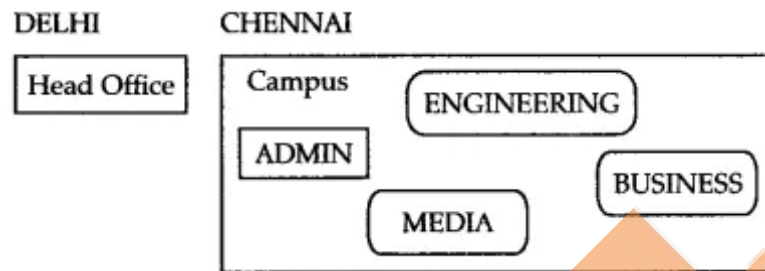 DELHI
CHENNAI
Head Office
Campus
ENGINEERING
ADMIN
BUSINESS
MEDIA